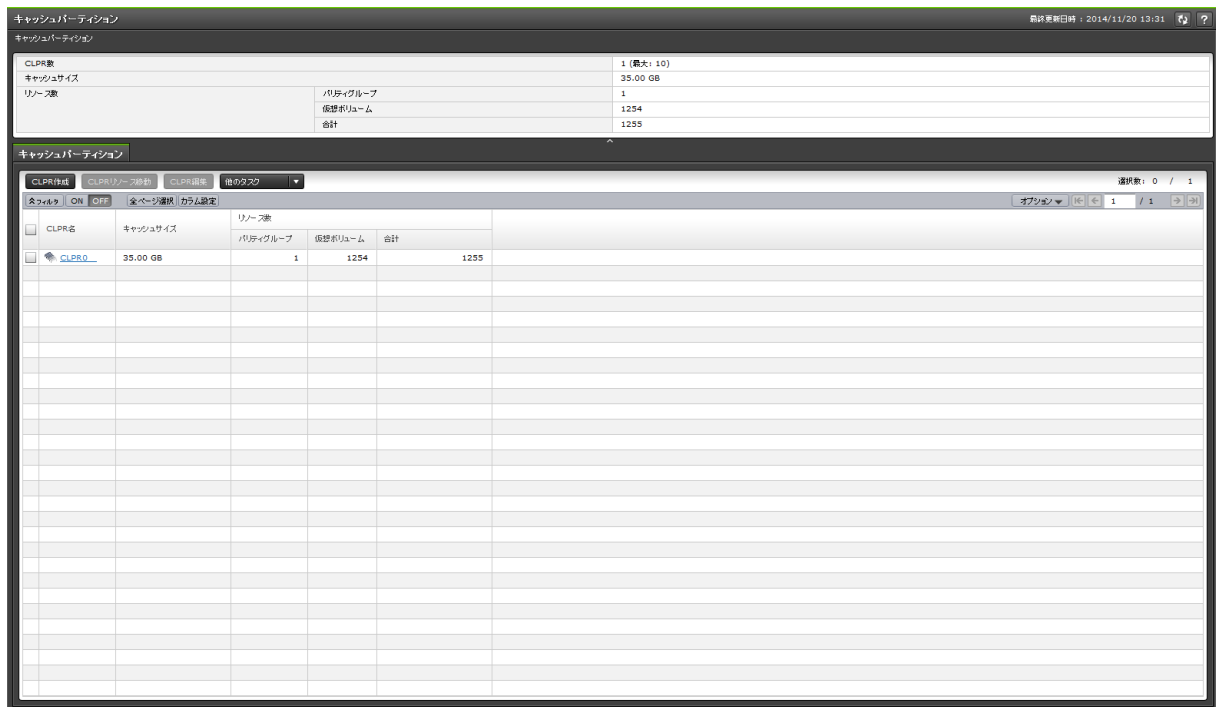 キャッシュパーティション 最終更新日時 : 2014/11/20 13:31 ?
キャッシュパーティション
CLPR数 1 (最大: 10)
キャッシュサイズ 35.00 GB
リソース数 パリティグループ 1
仮想ボリューム 1254
合計 1255
キャッシュパーティション
CLPR作成 CLPRリソース移動 CLPR編集 他のタスク 選択数: 0 / 1
フィルタ ON OFF 全ページ選択 カラム設定 オプション 1 / 1
CLPR名 キャッシュサイズ リソース数
パリティグループ 仮想ボリューム 合計
CLPR0 35.00 GB 1 1254 1255